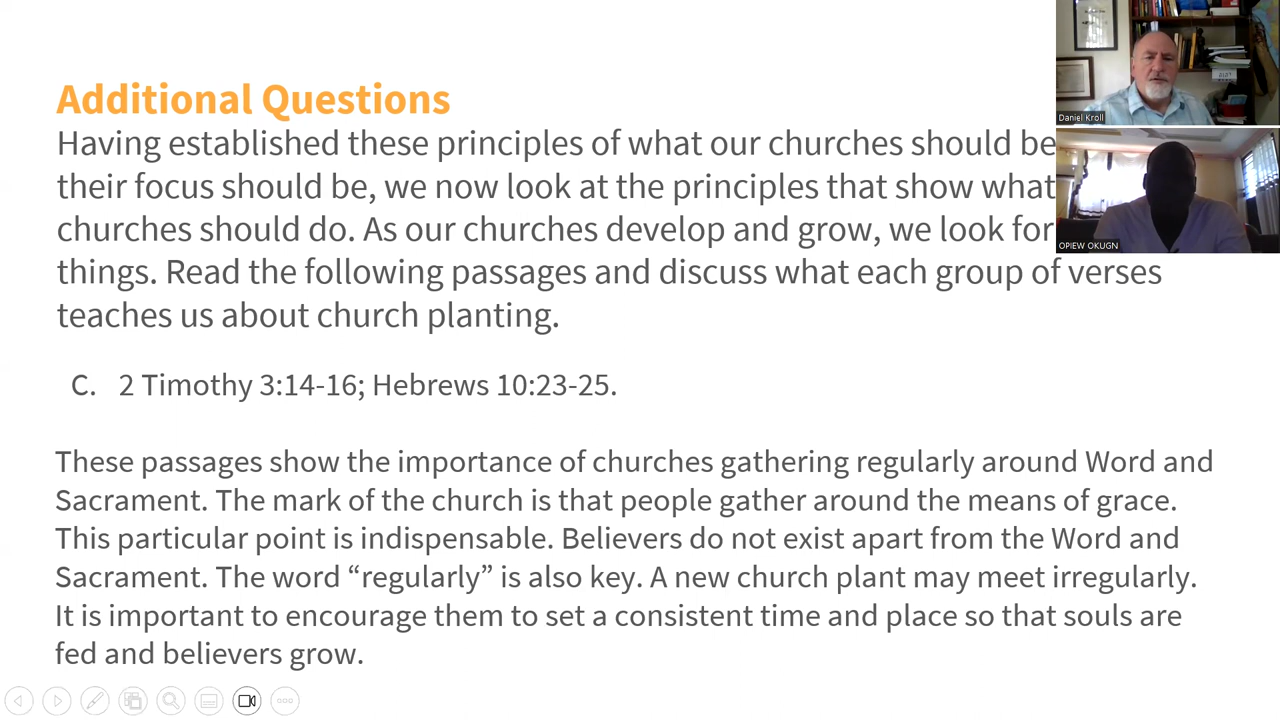 Additional Questions
Having established these principles of what our churches should be
their focus should be, we now look at the principles that show what
churches should do. As our churches develop and grow, we look for
things. Read the following passages and discuss what each group of verses
teaches us about church planting.
C. 2 Timothy 3:14-16; Hebrews 10:23-25.
These passages show the importance of churches gathering regularly around Word and
Sacrament. The mark of the church is that people gather around the means of grace.
This particular point is indispensable. Believers do not exist apart from the Word and
Sacrament. The word “regularly” is also key. A new church plant may meet irregularly.
It is important to encourage them to set a consistent time and place so that souls are
fed and believers grow.
Daniel Kroll
OPIEW OKUGN